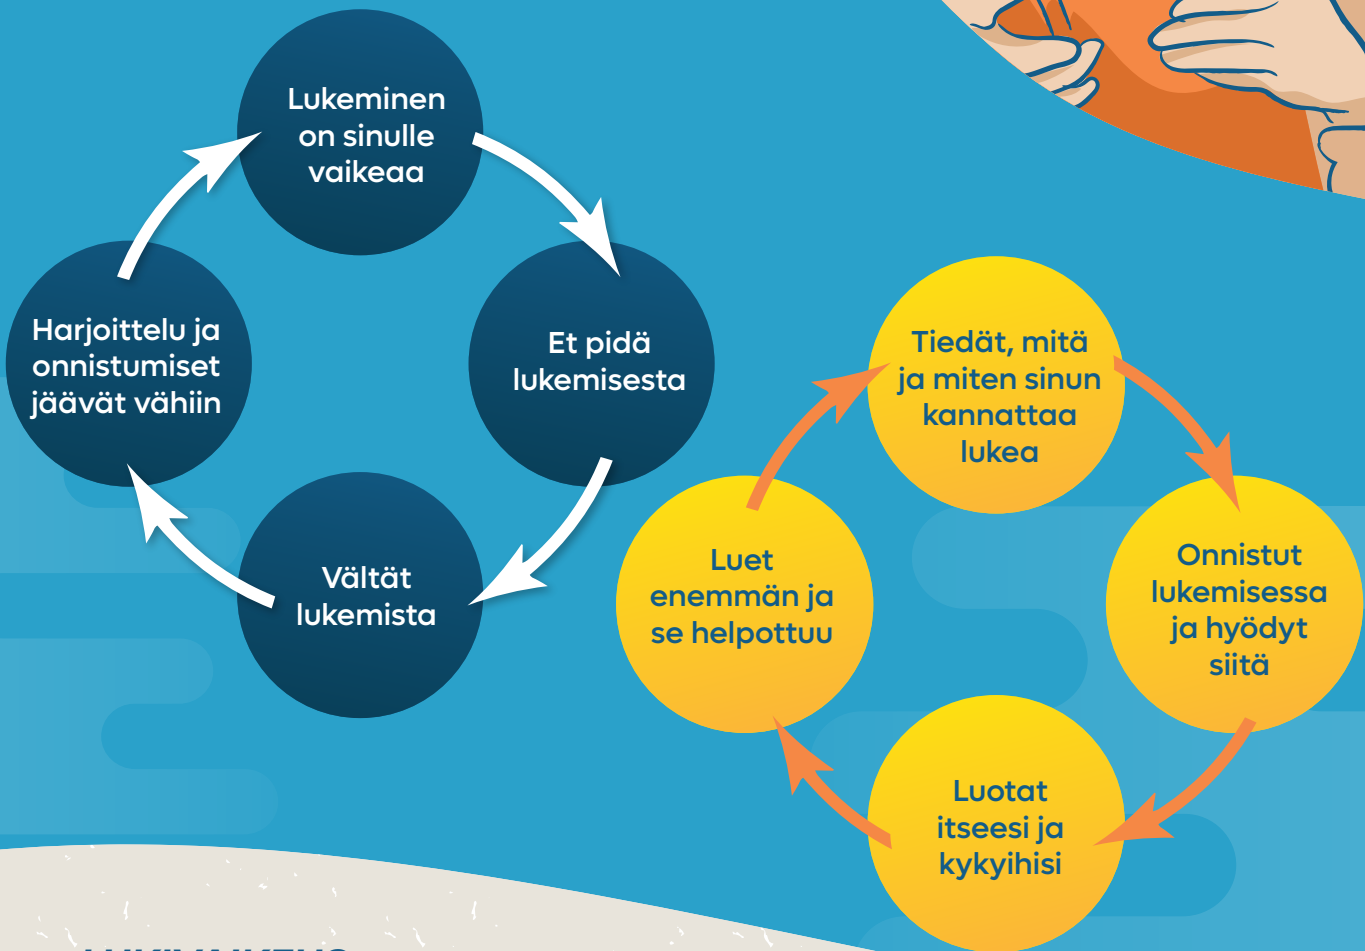 Lukeminen
on sinulle
vaikeaa
Et pidä
lukemisesta
Vältät
lukemista
Harjoittelu ja
onnistumiset
jäävät vähiin
Tiedät, mitä
ja miten sinun
kannattaa
lukea
Onnistut
lukemisessa
ja hyödyt
siitä
Luotat
itseesi ja
kykyihisi
Luet
enemmän ja
se helpottuu